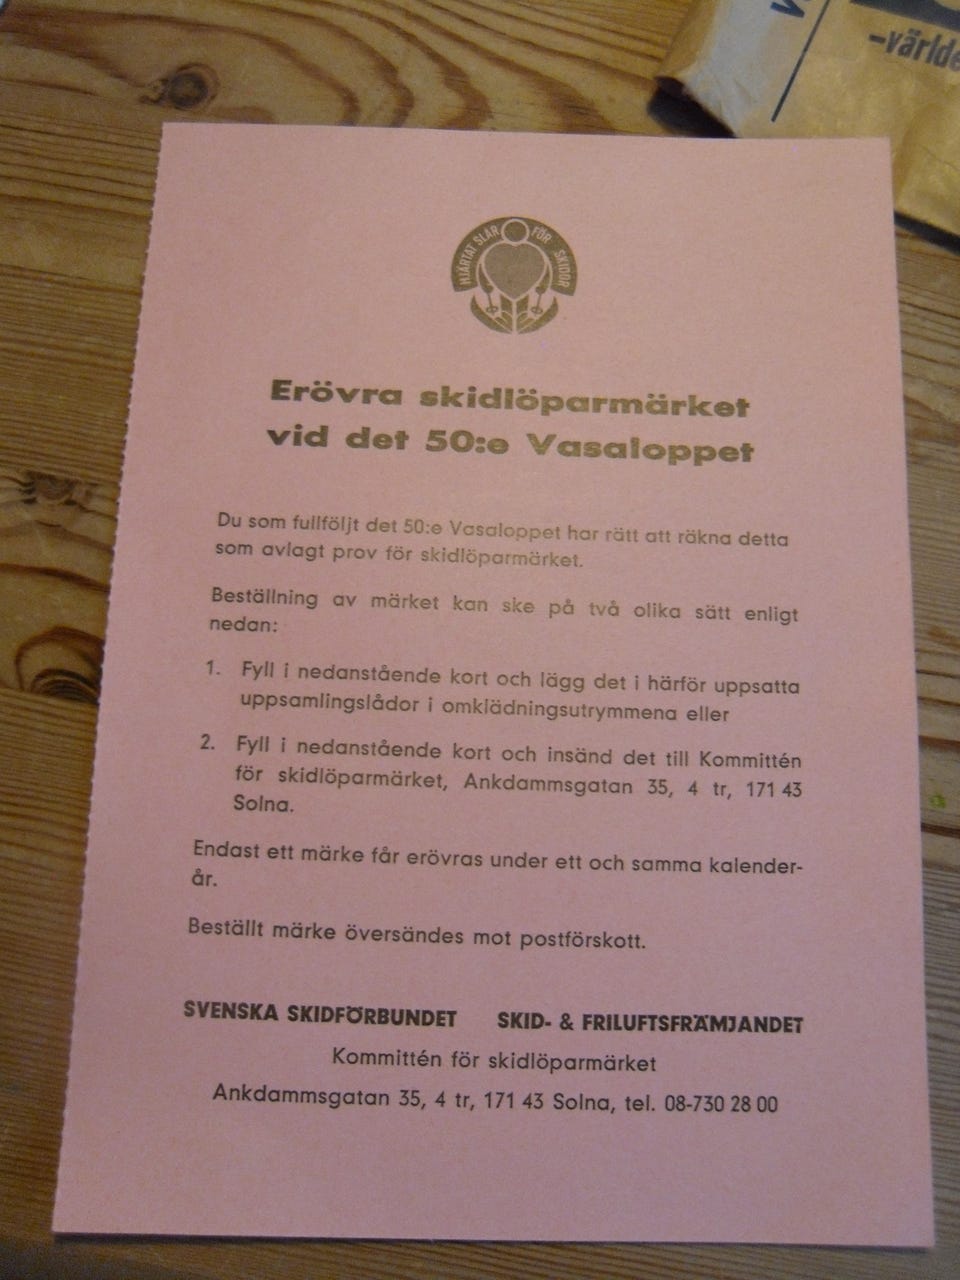 -världe
HJÄRTAT SLÅR FÖR SKIDOR
Erövra skidlöparmärket
vid det 50:e Vasaloppet
Du som fullföljt det 50:e Vasaloppet har rätt att räkna detta
som avlagt prov för skidlöparmärket.
Beställning av märket kan ske på två olika sätt enligt
nedan:
1. Fyll i nedanstående kort och lägg det i härför uppsatta
uppsamlingslådor i omklädningsutrymmena eller
2. Fyll i nedanstående kort och insänd det till Kommittén
för skidlöparmärket, Ankdammsgatan 35, 4 tr, 171 43
Solna.
Endast ett märke får erövras under ett och samma kalender-
år.
Beställt märke översändes mot postförskott.
SVENSKA SKIDFÖRBUNDET SKID- & FRILUFTSFRÄMJANDET
Kommittén för skidlöparmärket
Ankdammsgatan 35, 4 tr, 171 43 Solna, tel. 08-730 28 00